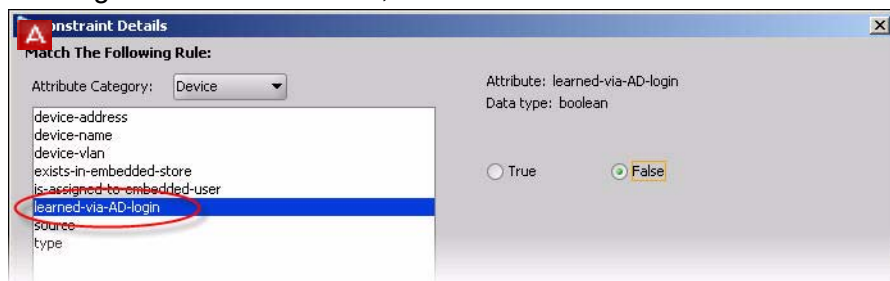 Constraint Details
Match The Following Rule:
Attribute Category: Device
device-address
device-name
device-vlan
exists-in-embedded-store
is-assigned-to-embedded-user
learned-via-AD-login
source
type
Attribute: learned-via-AD-login
Data type: boolean
True False